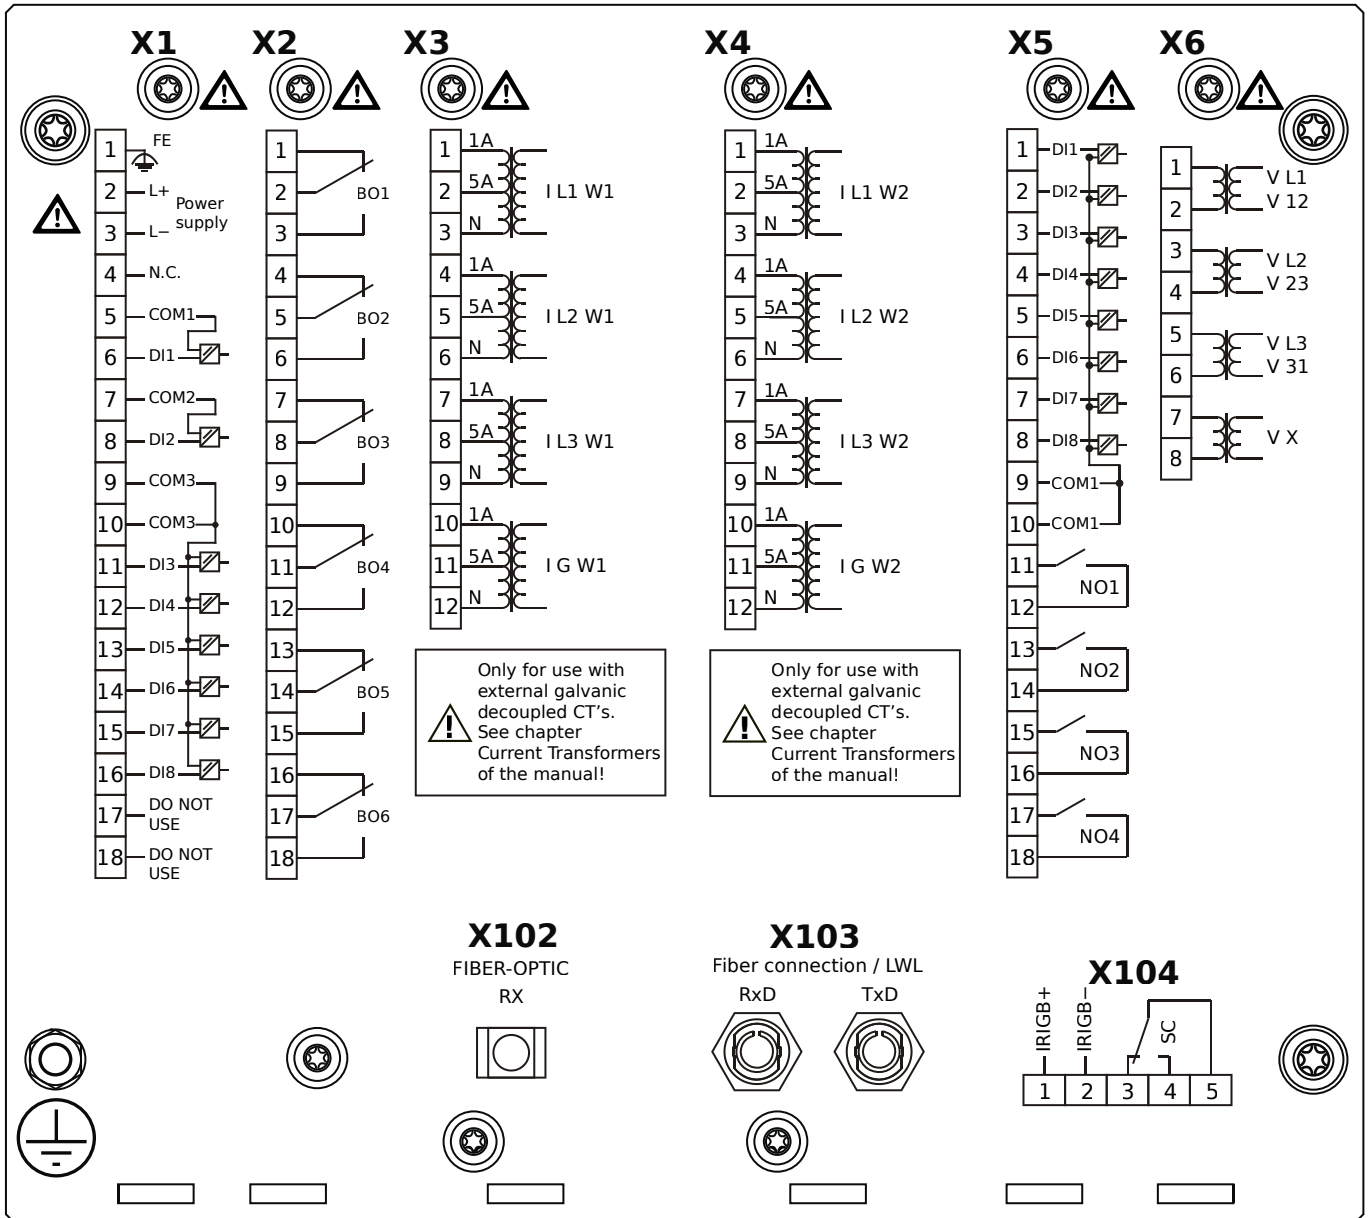 X1
X2
X3
X4
X5
X6
1
FE
2
L+
Power
supply
3
L−
4
N.C.
5
COM1
6
DI1
7
COM2
8
DI2
9
COM3
10
COM3
11
DI3
12
DI4
13
DI5
14
DI6
15
DI7
16
DI8
17
DO NOT
USE
18
DO NOT
USE
1
2
BO1
3
4
5
BO2
6
7
8
BO3
9
10
11
BO4
12
13
14
BO5
15
16
17
BO6
18
1
1A
2
5A
I L1 W1
3
N
4
1A
5
5A
I L2 W1
6
N
7
1A
8
5A
I L3 W1
9
N
10
1A
11
5A
I G W1
12
N
Only for use with
external galvanic
decoupled CT's.
See chapter
Current Transformers
of the manual!
1
1A
2
5A
I L1 W2
3
N
4
1A
5
5A
I L2 W2
6
N
7
1A
8
5A
I L3 W2
9
N
10
1A
11
5A
I G W2
12
N
Only for use with
external galvanic
decoupled CT's.
See chapter
Current Transformers
of the manual!
1
DI1
2
DI2
3
DI3
4
DI4
5
DI5
6
DI6
7
DI7
8
DI8
9
COM1
10
COM1
11
NO1
12
13
NO2
14
15
NO3
16
17
NO4
18
1
V L1
2
V 12
3
V L2
4
V 23
5
V L3
6
V 31
7
V X
8
X102
FIBER-OPTIC
RX
X103
Fiber connection / LWL
RxD
TxD
X104
IRIGB+
IRIGB−
SC
1
2
3
4
5